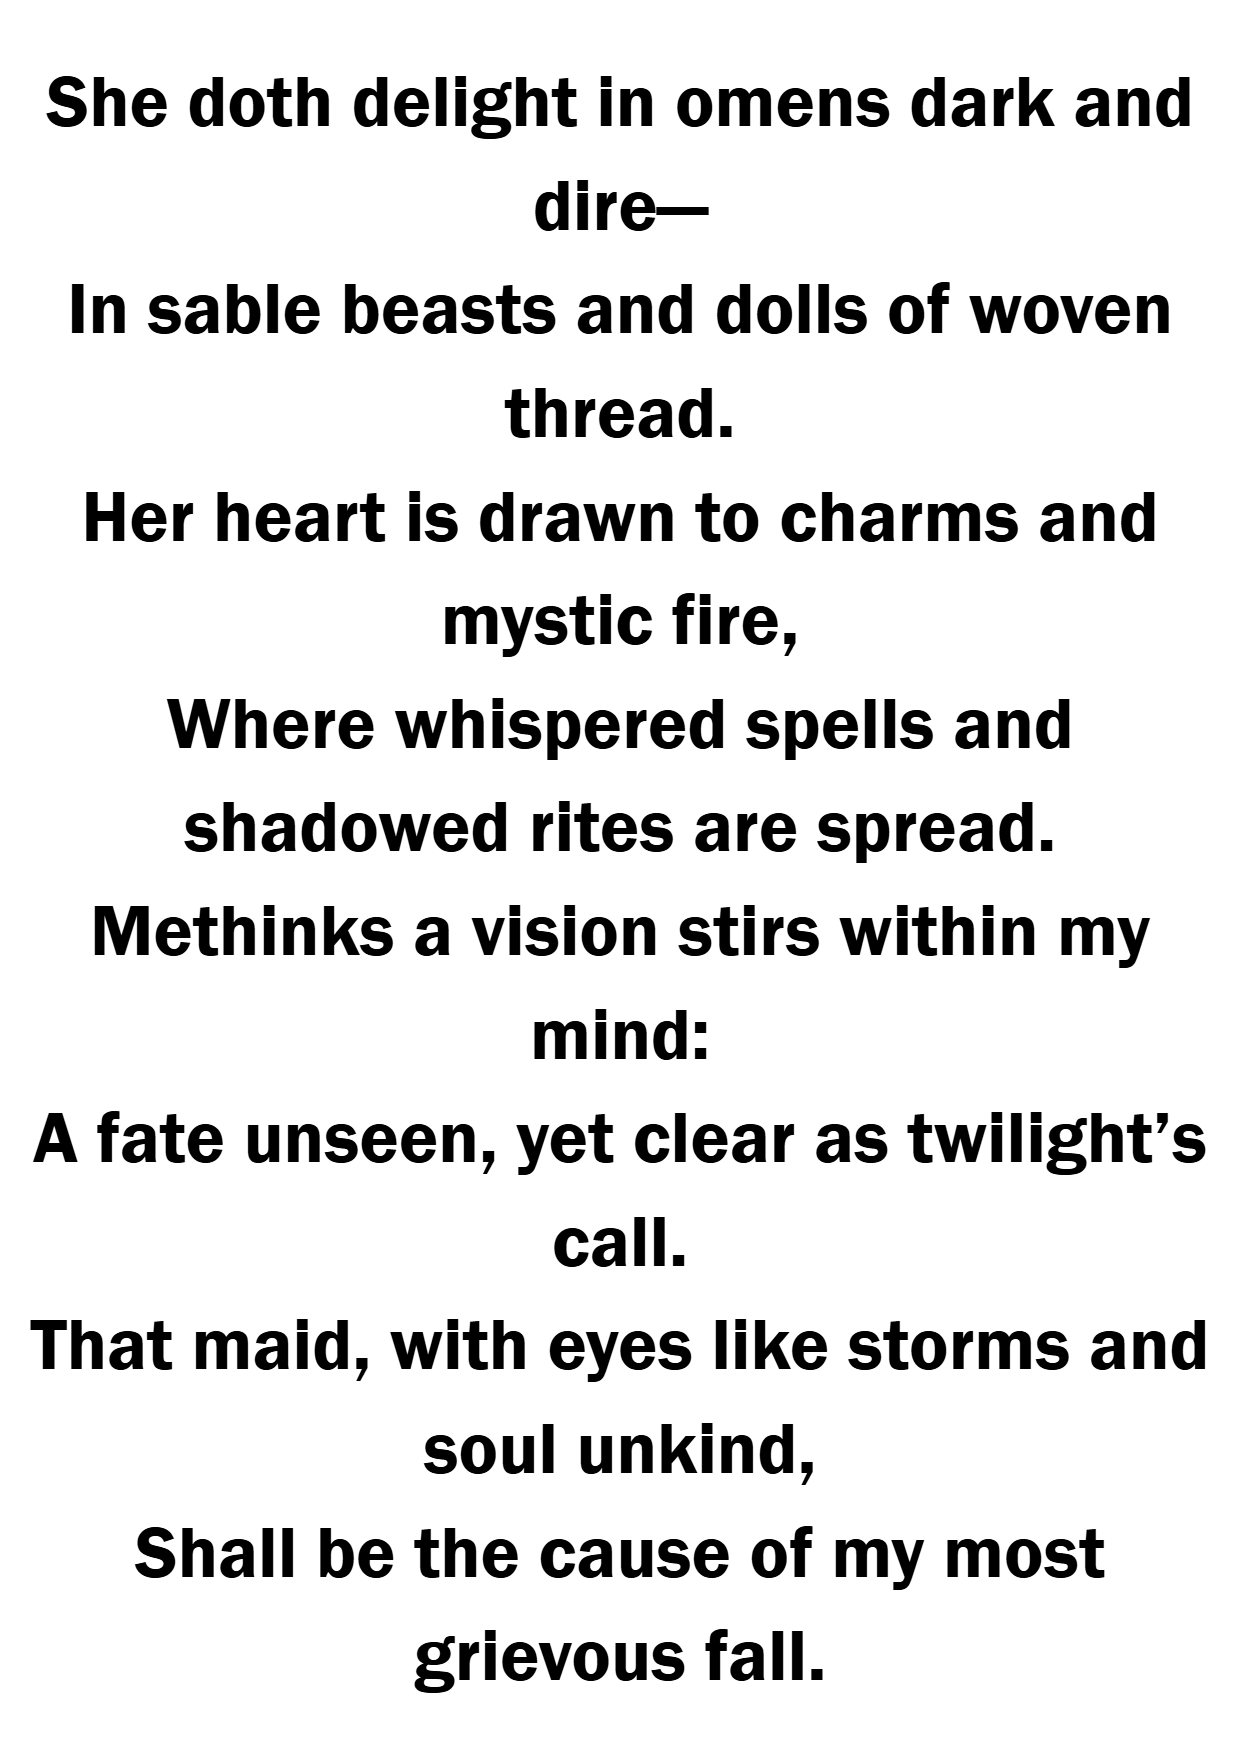 She doth delight in omens dark and
dire—
In sable beasts and dolls of woven
thread.
Her heart is drawn to charms and
mystic fire,
Where whispered spells and
shadowed rites are spread.
Methinks a vision stirs within my
mind:
A fate unseen, yet clear as twilight’s
call.
That maid, with eyes like storms and
soul unkind,
Shall be the cause of my most
grievous fall.